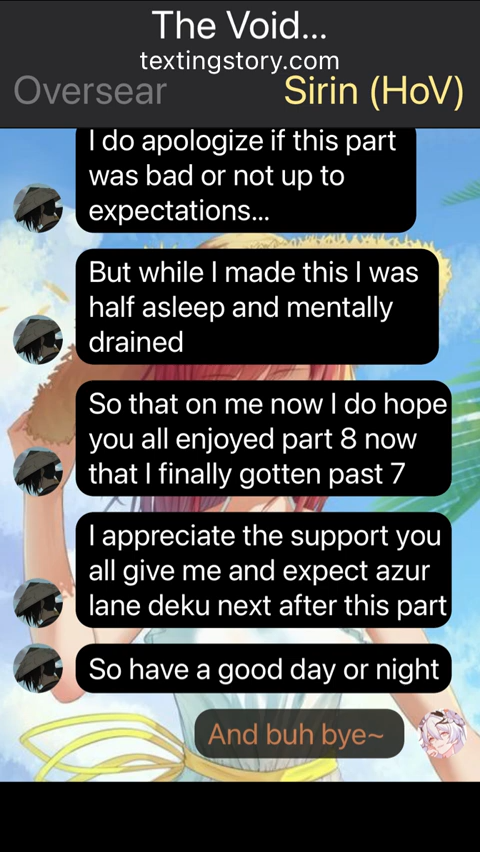 The Void...
textingstory.com
Oversear
Sirin (HoV)
I do apologize if this part
was bad or not up to
expectations...
But while I made this I was
half asleep and mentally
drained
So that on me now I do hope
you all enjoyed part 8 now
that I finally gotten past 7
I appreciate the support you
all give me and expect azur
lane deku next after this part
So have a good day or night
And buh bye~